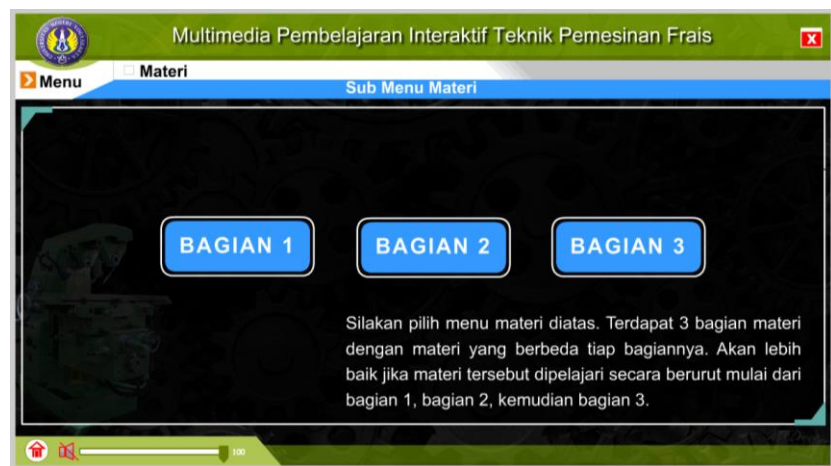 Multimedia Pembelajaran Interaktif Teknik Pemesinan Frais
X
Menu
Materi
Sub Menu Materi
BAGIAN 1
BAGIAN 2
BAGIAN 3
Silakan pilih menu materi diatas. Terdapat 3 bagian materi
dengan materi yang berbeda tiap bagiannya. Akan lebih
baik jika materi tersebut dipelajari secara berurut mulai dari
bagian 1, bagian 2, kemudian bagian 3.
100